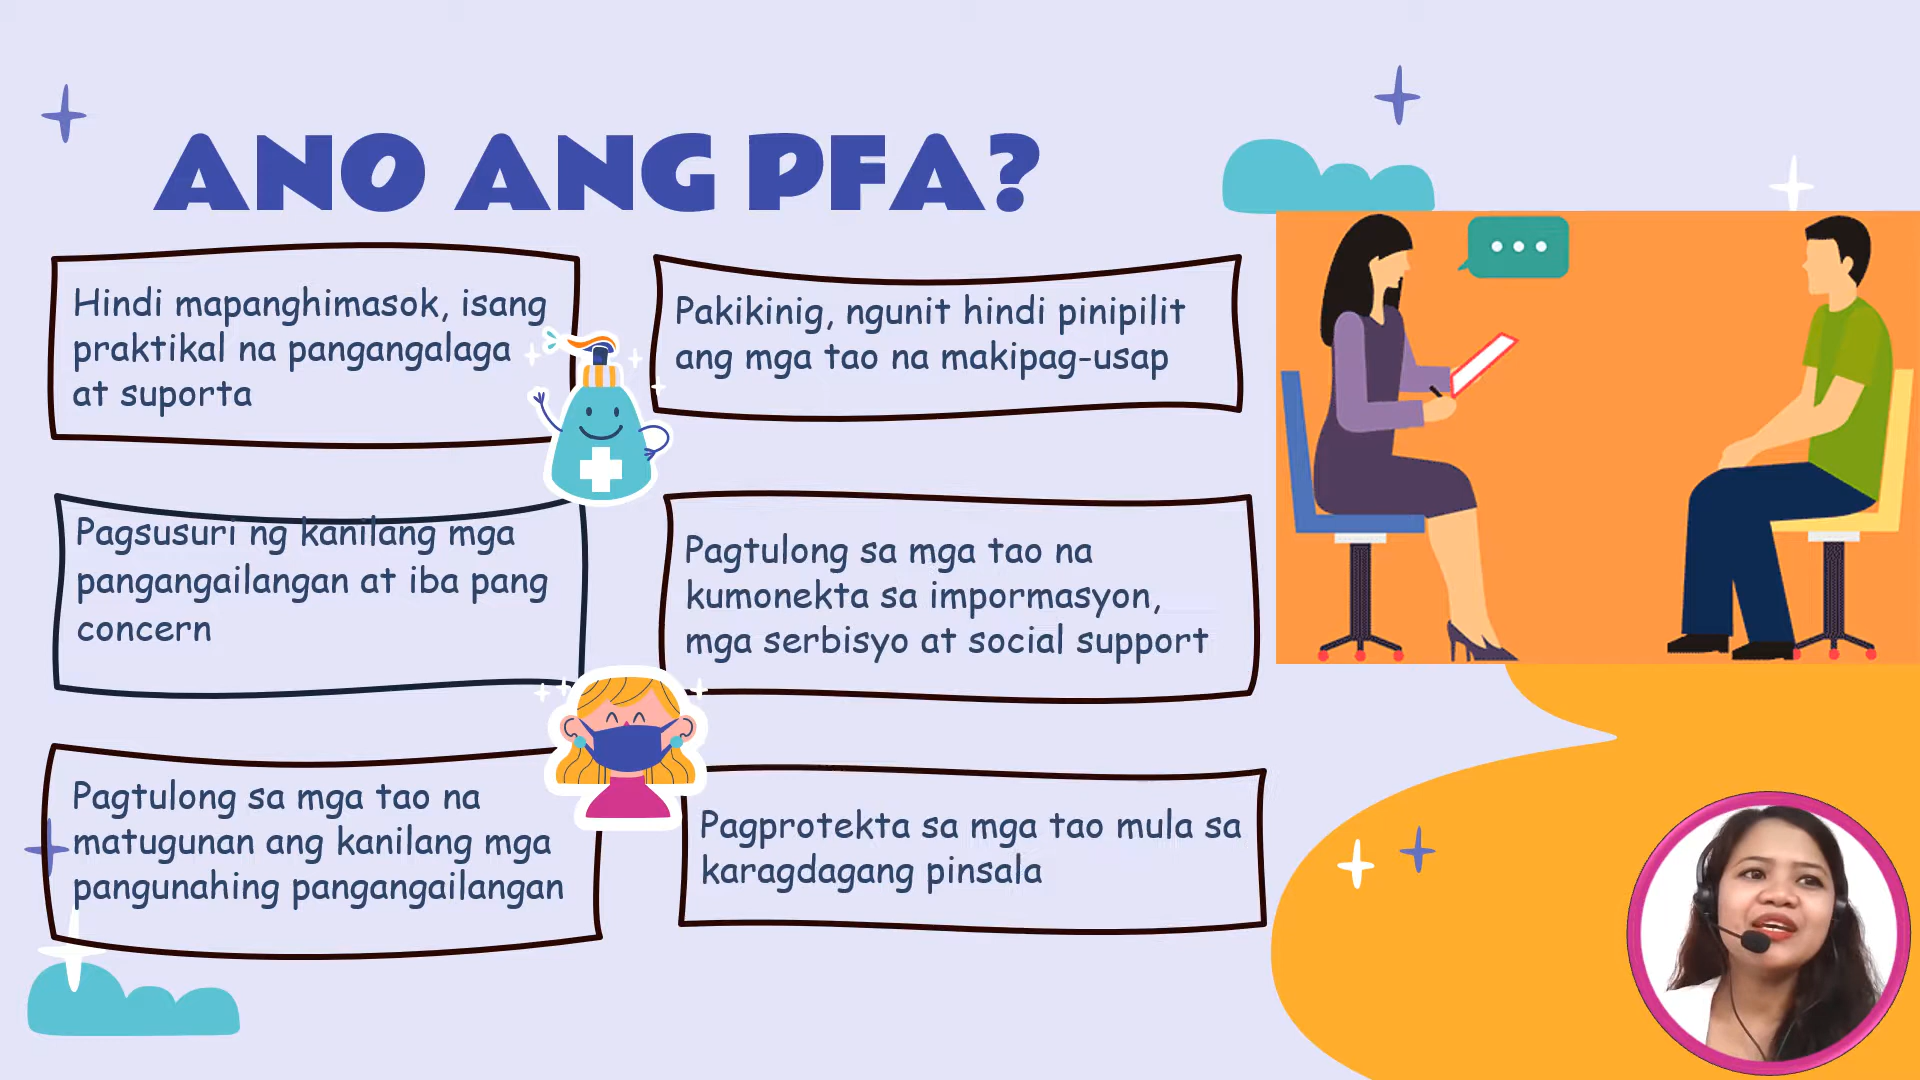 ANO ANG PFA?
Hindi mapanghimasok, isang
praktikal na pangangalaga
at suporta
Pakikinig, ngunit hindi pinipilit
ang mga tao na makipag-usap
Pagsusuri ng kanilang mga
pangangailangan at iba pang
concern
Pagtulong sa mga tao na
kumonekta sa impormasyon,
mga serbisyo at social support
Pagtulong sa mga tao na
matugunan ang kanilang mga
pangunahing pangangailangan
Pagprotekta sa mga tao mula sa
karagdagang pinsala